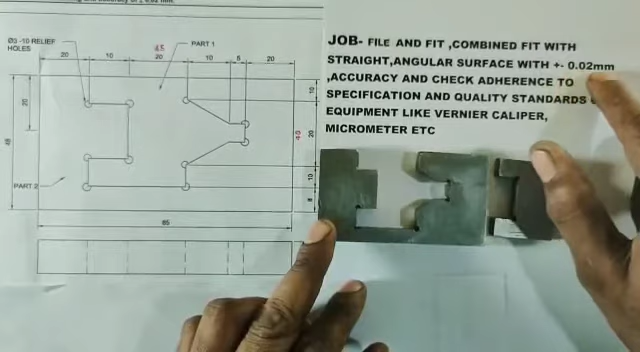 Ø3 -10 RELIEF
HOLES
PART 1
45
20
10
20
10
5
20
20
48
10
20
40
10
8
PART 2
85
JOB- FILE AND FIT ,COMBINED FIT WITH
STRAIGHT,ANGULAR SURFACE WITH +- 0.02mm
,ACCURACY AND CHECK ADHERENCE TO
SPECIFICATION AND QUALITY STANDARDS
EQUIPMENT LIKE VERNIER CALIPER,
MICROMETER ETC